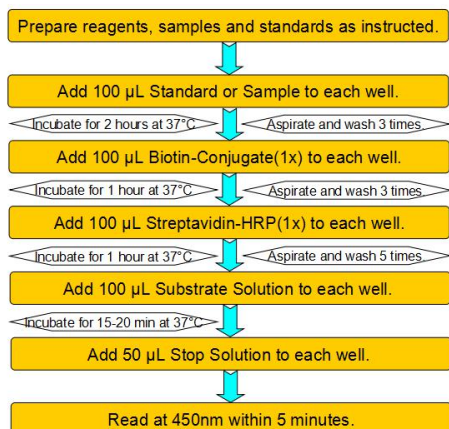 Prepare reagents, samples and standards as instructed.
Add 100 µL Standard or Sample to each well.
Incubate for 2 hours at 37°C
Aspirate and wash 3 times.
Add 100 µL Biotin-Conjugate(1x) to each well.
Incubate for 1 hour at 37°C
Aspirate and wash 3 times.
Add 100 µL Streptavidin-HRP(1x) to each well.
Incubate for 1 hour at 37°C
Aspirate and wash 5 times.
Add 100 µL Substrate Solution to each well.
Incubate for 15-20 min at 37°C
Add 50 µL Stop Solution to each well.
Read at 450nm within 5 minutes.